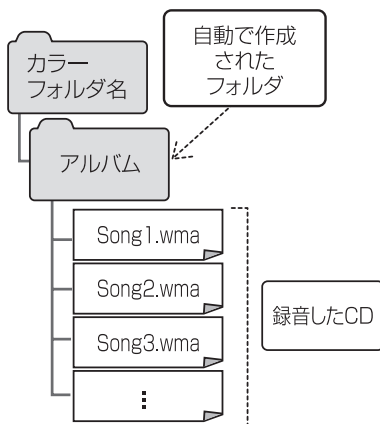 自動で作成
された
フォルダ
カラー
フォルダ名
アルバム
Song1.wma
Song2.wma
Song3.wma
⋮
録音したCD